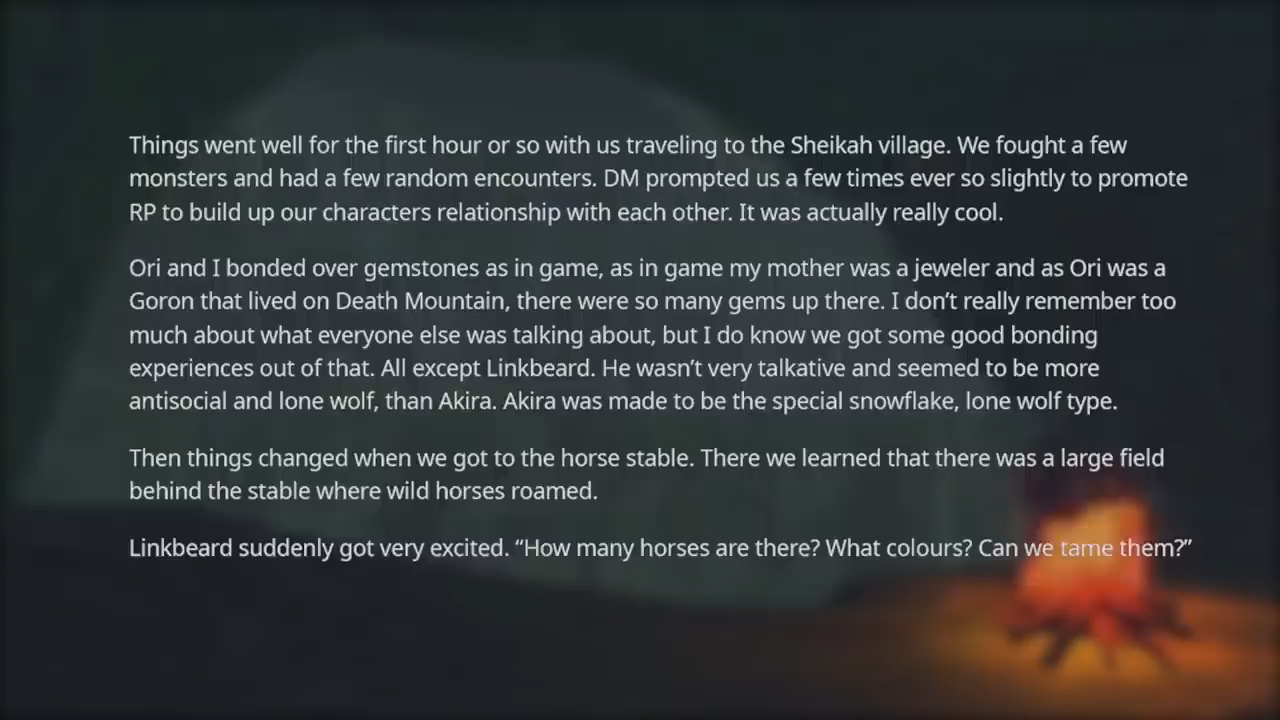 Things went well for the first hour or so with us traveling to the Sheikah village. We fought a few
monsters and had a few random encounters. DM prompted us a few times ever so slightly to promote
RP to build up our characters relationship with each other. It was actually really cool.
Ori and I bonded over gemstones as in game, as in game my mother was a jeweler and as Ori was a
Goron that lived on Death Mountain, there were so many gems up there. I don’t really remember too
much about what everyone else was talking about, but I do know we got some good bonding
experiences out of that. All except Linkbeard. He wasn’t very talkative and seemed to be more
antisocial and lone wolf, than Akira. Akira was made to be the special snowflake, lone wolf type.
Then things changed when we got to the horse stable. There we learned that there was a large field
behind the stable where wild horses roamed.
Linkbeard suddenly got very excited. “How many horses are there? What colours? Can we tame them?”